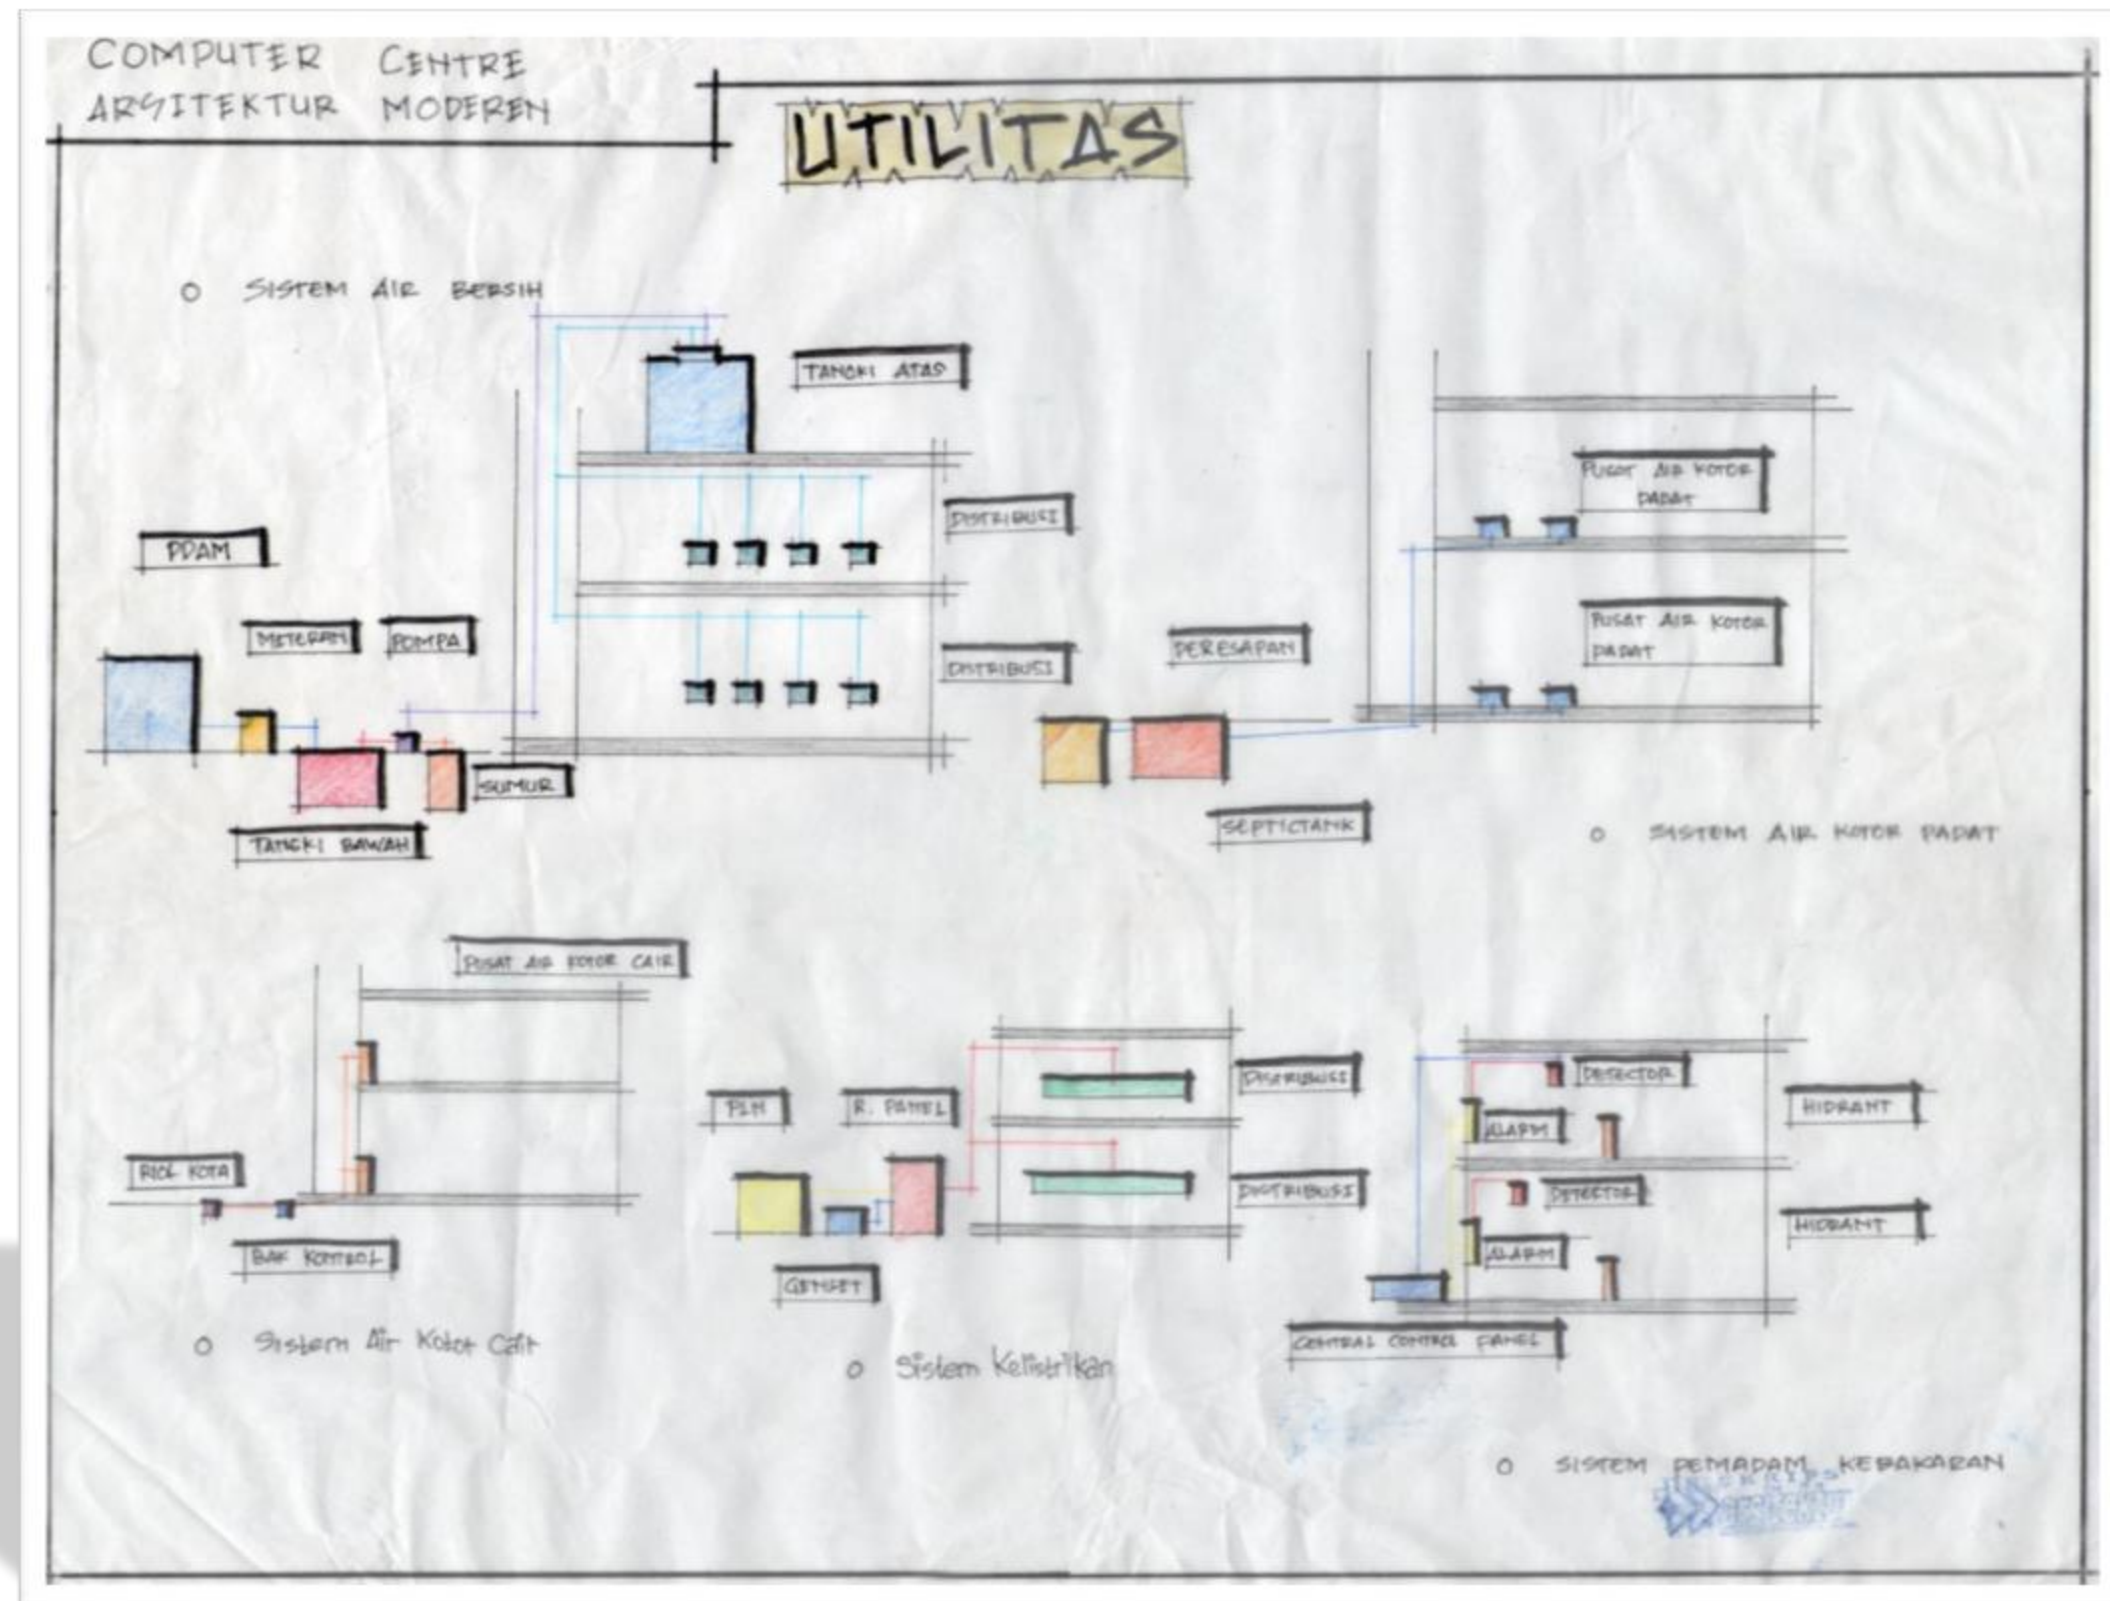 COMPUTER CENTRE
ARSITEKTUR MODEREN
UTILITAS
SISTEM AIR BERSIH
TANGKI ATAS
DISTRIBUSI
DISTRIBUSI
PDAM
METERAN
POMPA
SUMUR
TANGKI BAWAH
PUSAT AIR KOTOR
PADAT
PUSAT AIR KOTOR
PADAT
PERESAPAN
SEPTICTANK
SISTEM AIR KOTOR PADAT
PUSAT AIR KOTOR CAIR
RIOL KOTA
BAK KONTROL
Sistem Air Kotor Cair
PLN
R. PANEL
DISTRIBUSI
DISTRIBUSI
GENSET
Sistem Kelistrikan
DETECTOR
HIDRANT
ALARM
DETECTOR
HIDRANT
ALARM
CENTRAL CONTROL PANEL
SISTEM PEMADAM KEBAKARAN